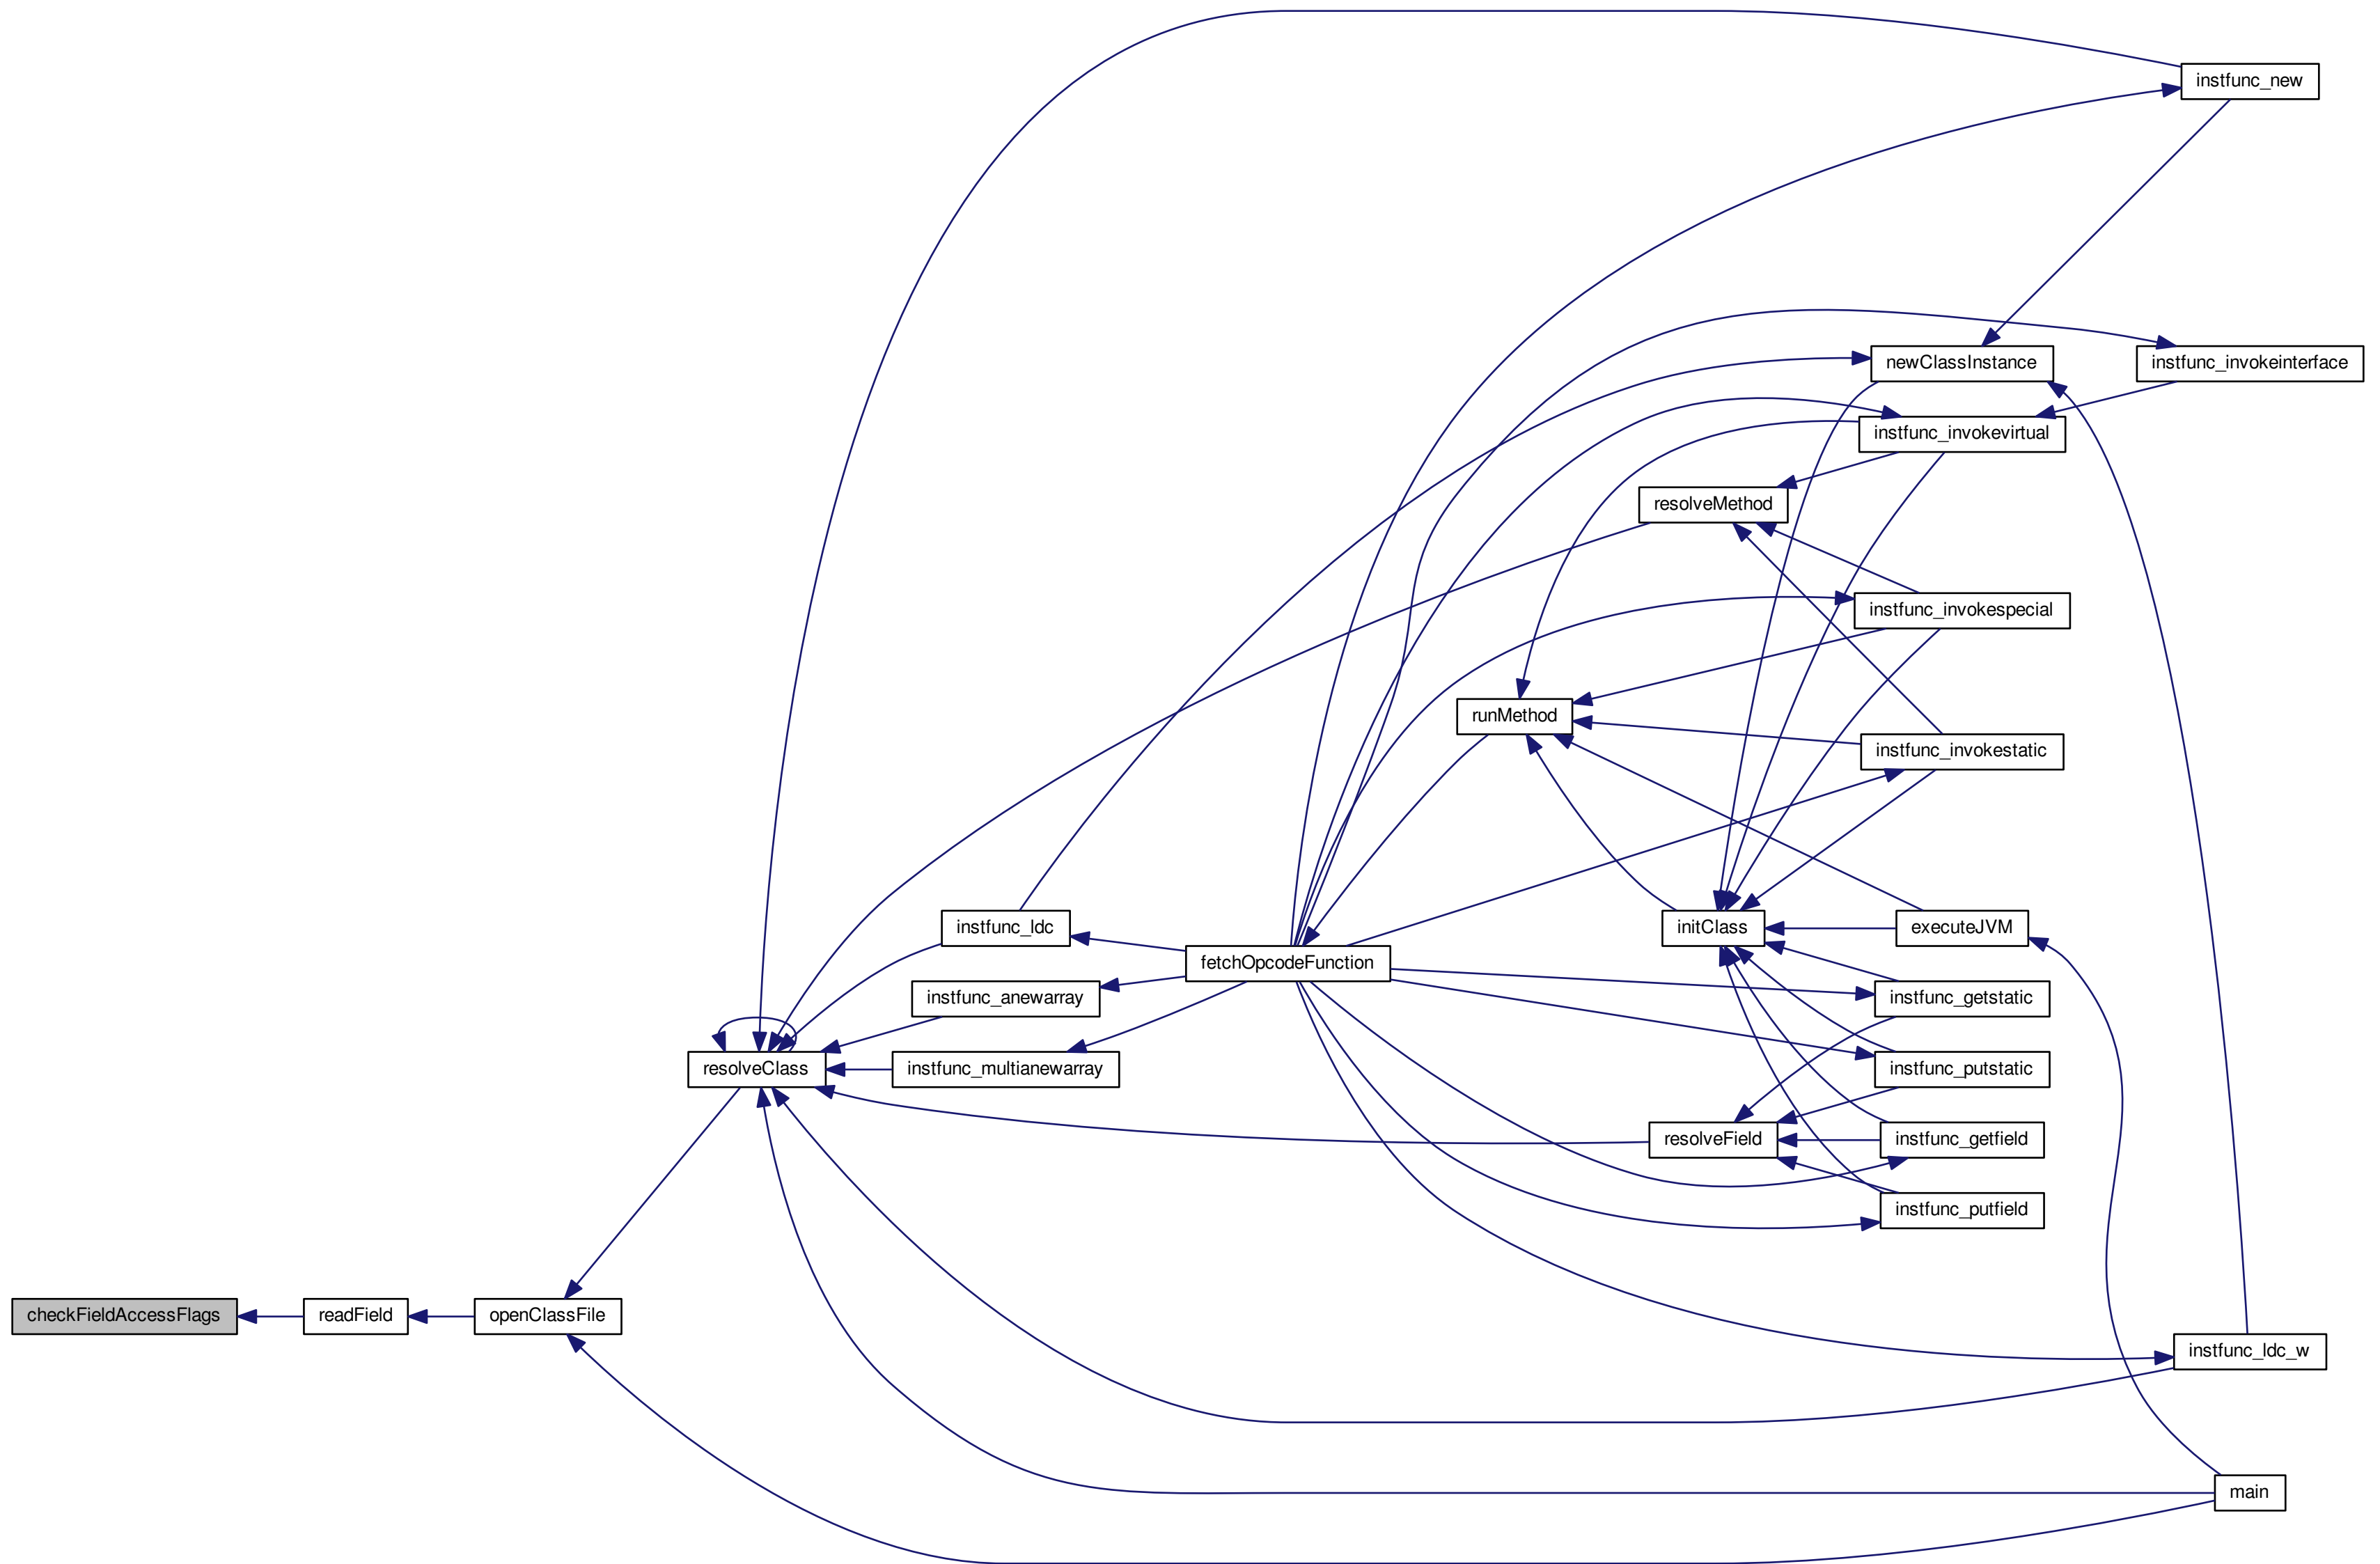 instfunc_new
newClassInstance
instfunc_invokeinterface
instfunc_invokevirtual
resolveMethod
instfunc_invokespecial
runMethod
instfunc_invokestatic
instfunc_ldc
initClass
executeJVM
fetchOpcodeFunction
instfunc_anewarray
instfunc_getstatic
resolveClass
instfunc_multianewarray
instfunc_putstatic
resolveField
instfunc_getfield
instfunc_putfield
checkFieldAccessFlags
readField
openClassFile
instfunc_ldc_w
main